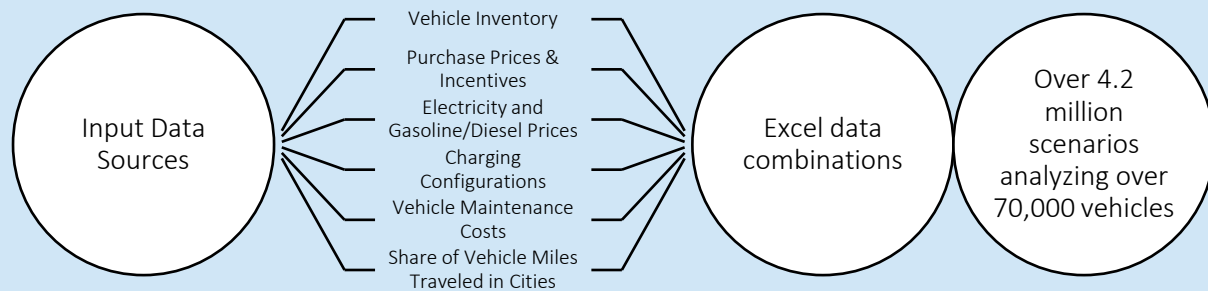 Input Data
Sources
Vehicle Inventory
Purchase Prices &
Incentives
Electricity and
Gasoline/Diesel Prices
Charging
Configurations
Vehicle Maintenance
Costs
Share of Vehicle Miles
Traveled in Cities
Excel data
combinations
Over 4.2
million
scenarios
analyzing over
70,000 vehicles